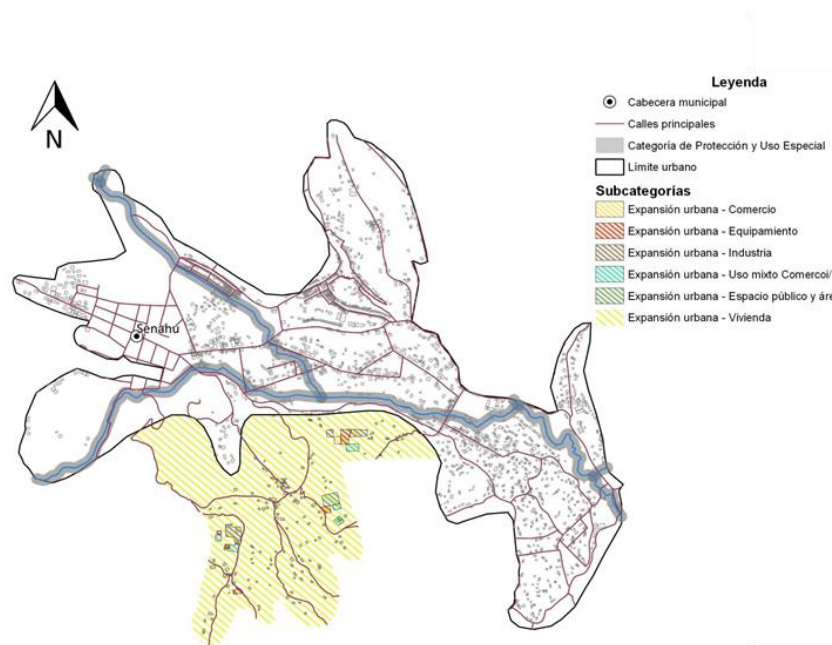 Leyenda
Cabecera municipal
Calles principales
Categoría de Protección y Uso Especial
Límite urbano
Subcategorías
Expansión urbana - Comercio
Expansión urbana - Equipamiento
Expansión urbana - Industria
Expansión urbana - Uso mixto Comercoi/
Expansión urbana - Espacio público y áre
Expansión urbana - Vivienda
N
Senahú